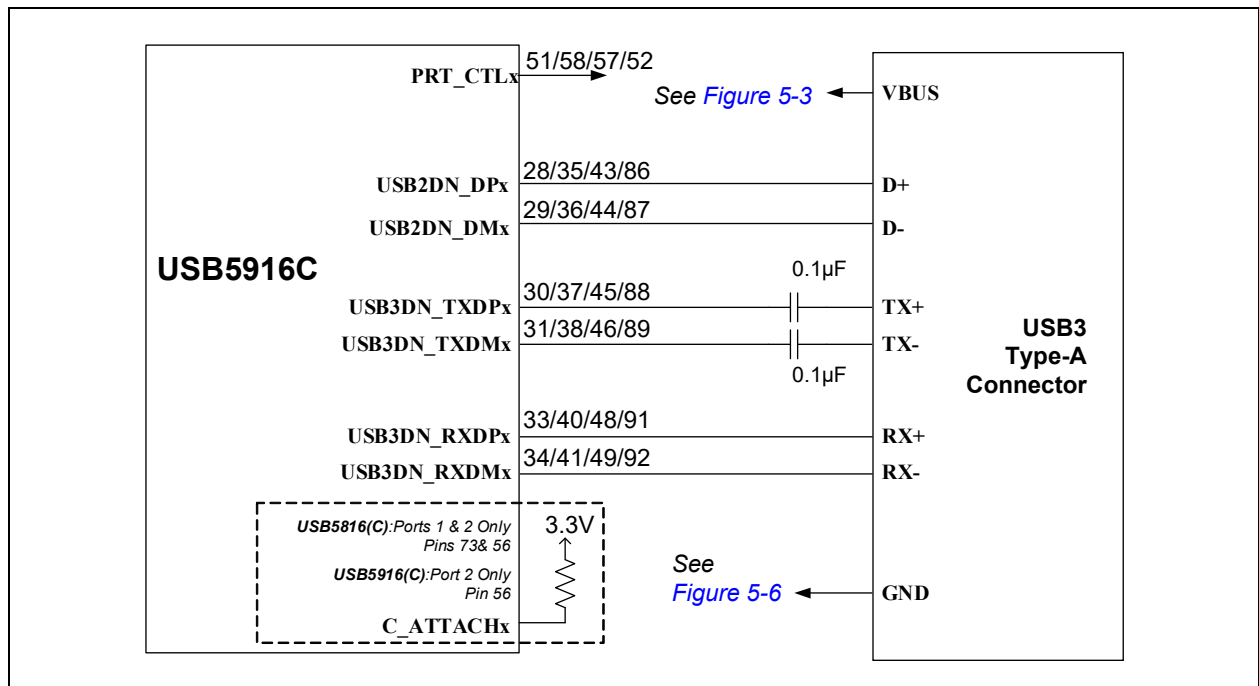 51/58/57/52
PRT_CTLx
See Figure 5-3
VBUS
28/35/43/86
USB2DN_DPx
D+
29/36/44/87
USB2DN_DMx
D-
USB5916C
0.1µF
30/37/45/88
USB3DN_TXDPx
TX+
31/38/46/89
USB3DN_TXDMx
TX-
0.1µF
USB3
Type-A
Connector
33/40/48/91
USB3DN_RXDPx
RX+
34/41/49/92
USB3DN_RXDMx
RX-
USB5816(C):Ports 1 & 2 Only
Pins 73& 56
3.3V
USB5916(C):Port 2 Only
Pin 56
C_ATTACHx
See
Figure 5-6
GND